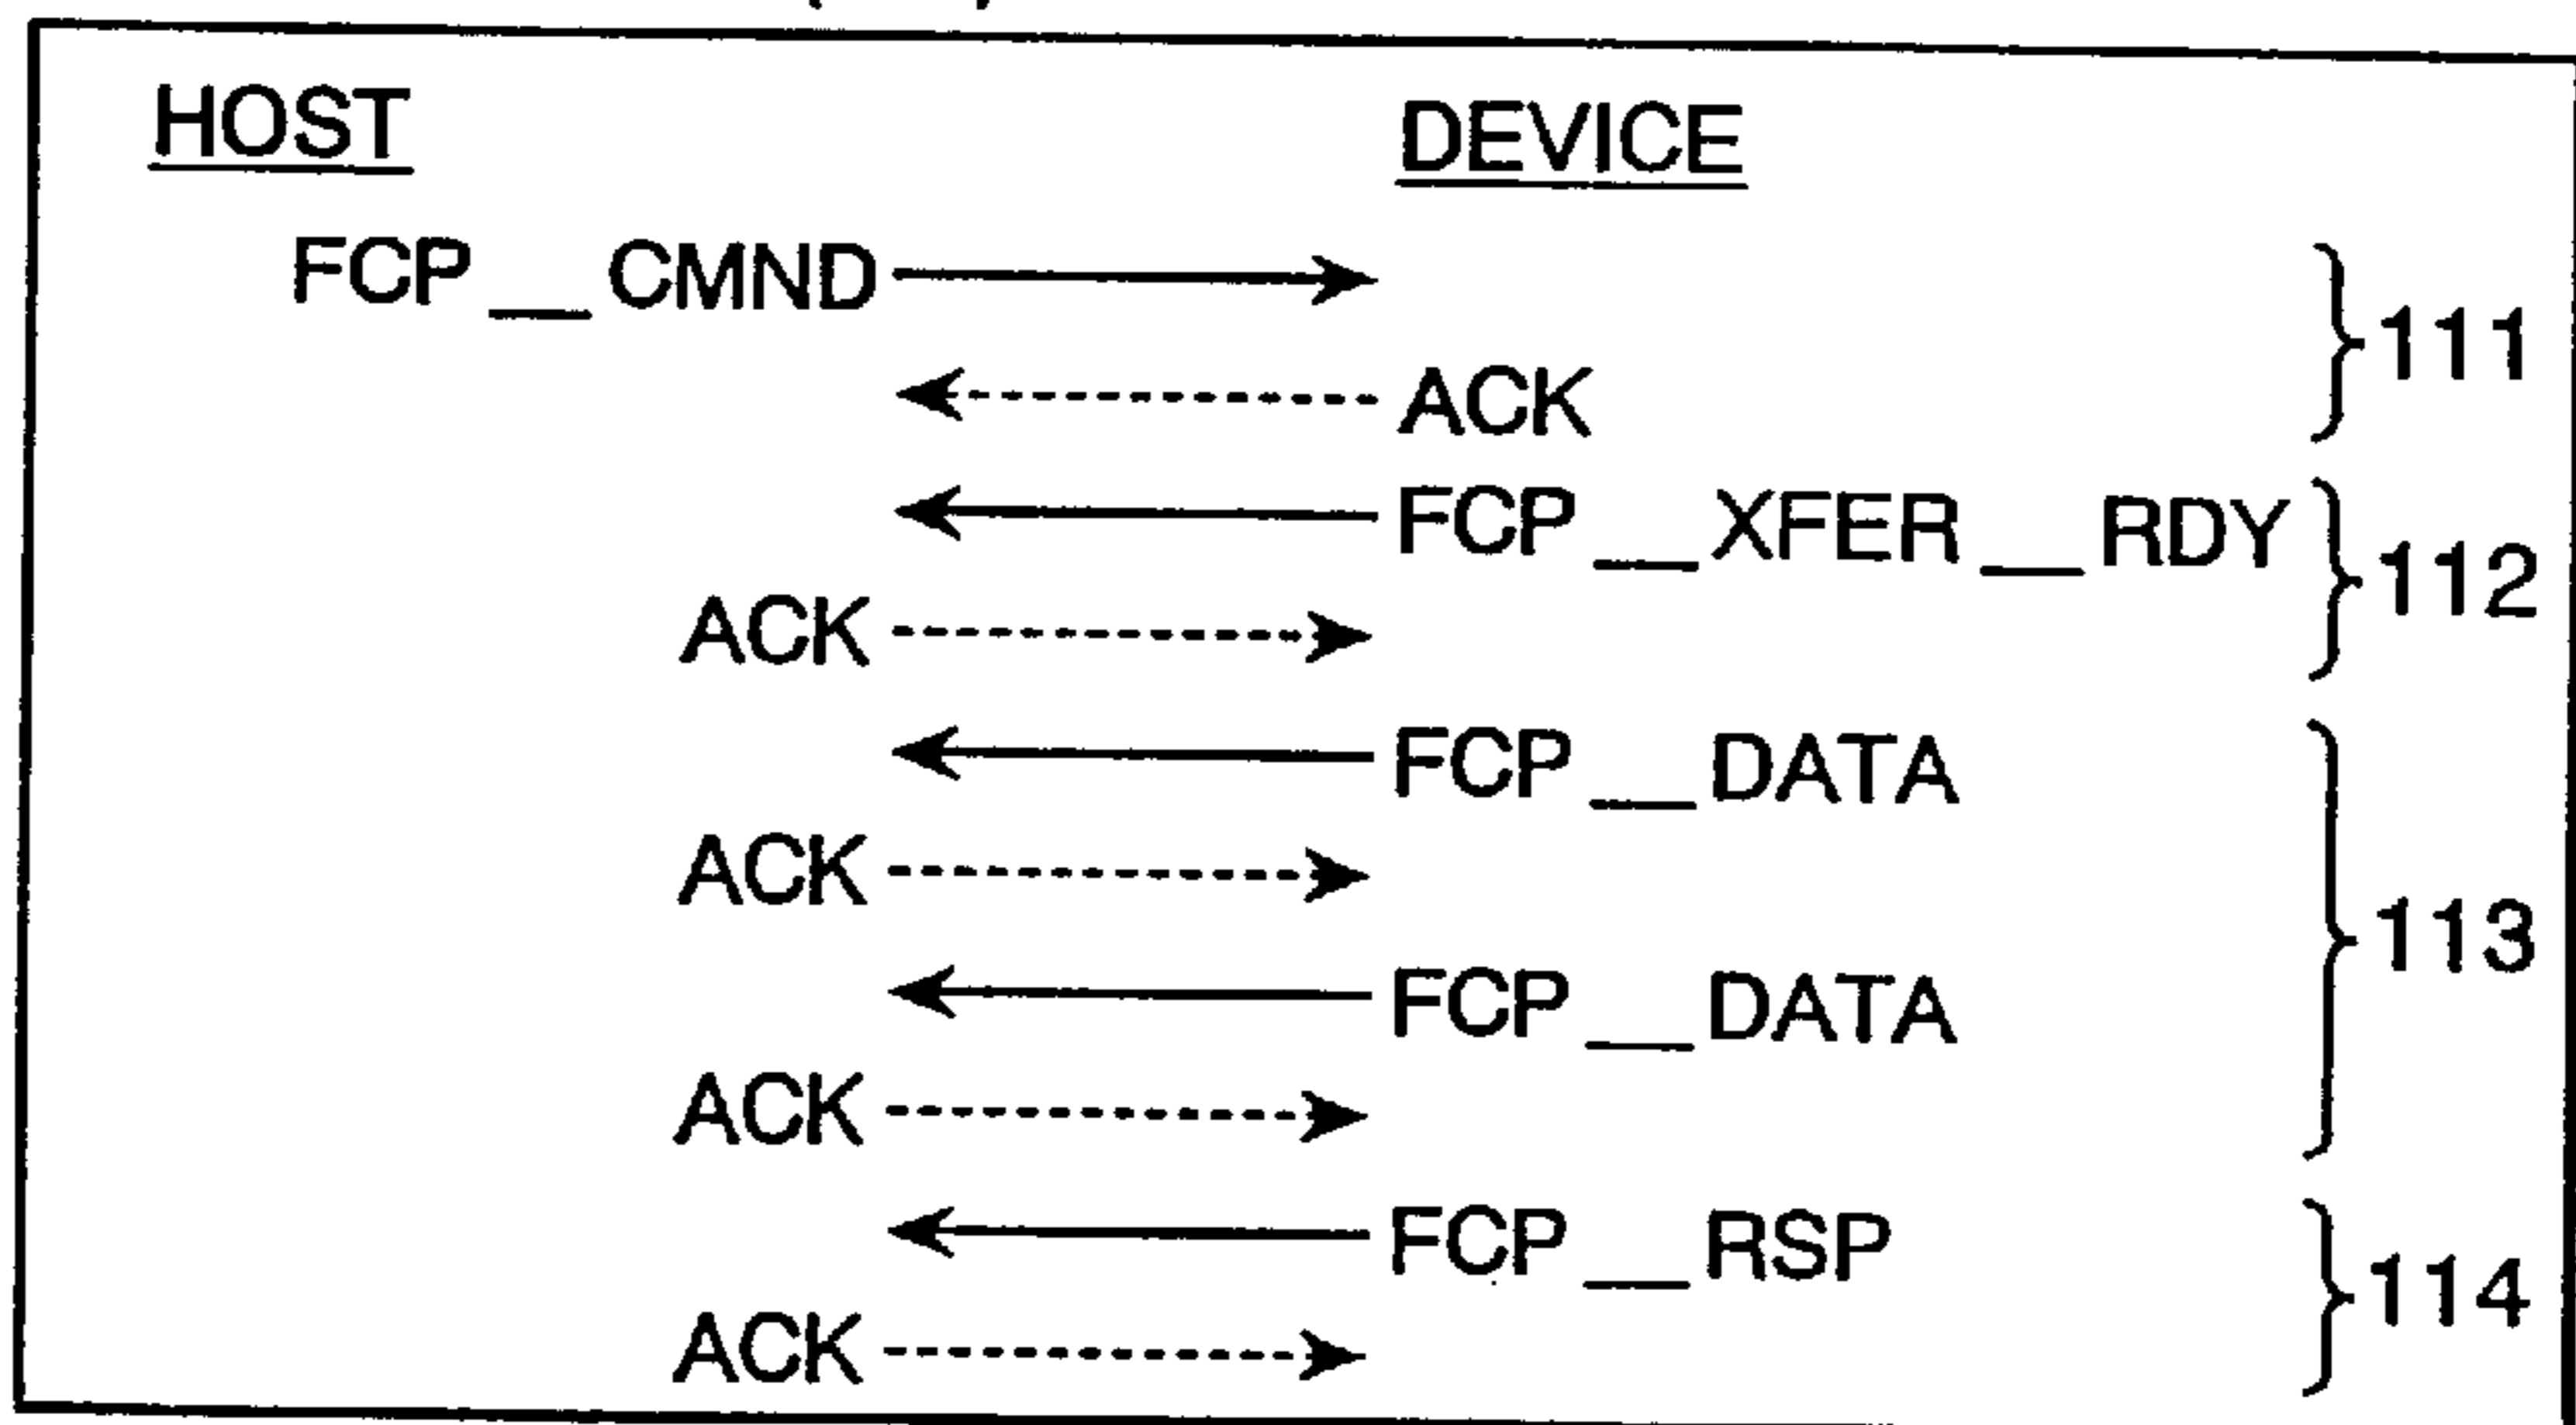 HOST DEVICE
FCP__CMND
111
ACK
FCP__XFER__RDY
112
ACK
FCP__DATA
ACK
113
FCP__DATA
ACK
FCP__RSP
114
ACK